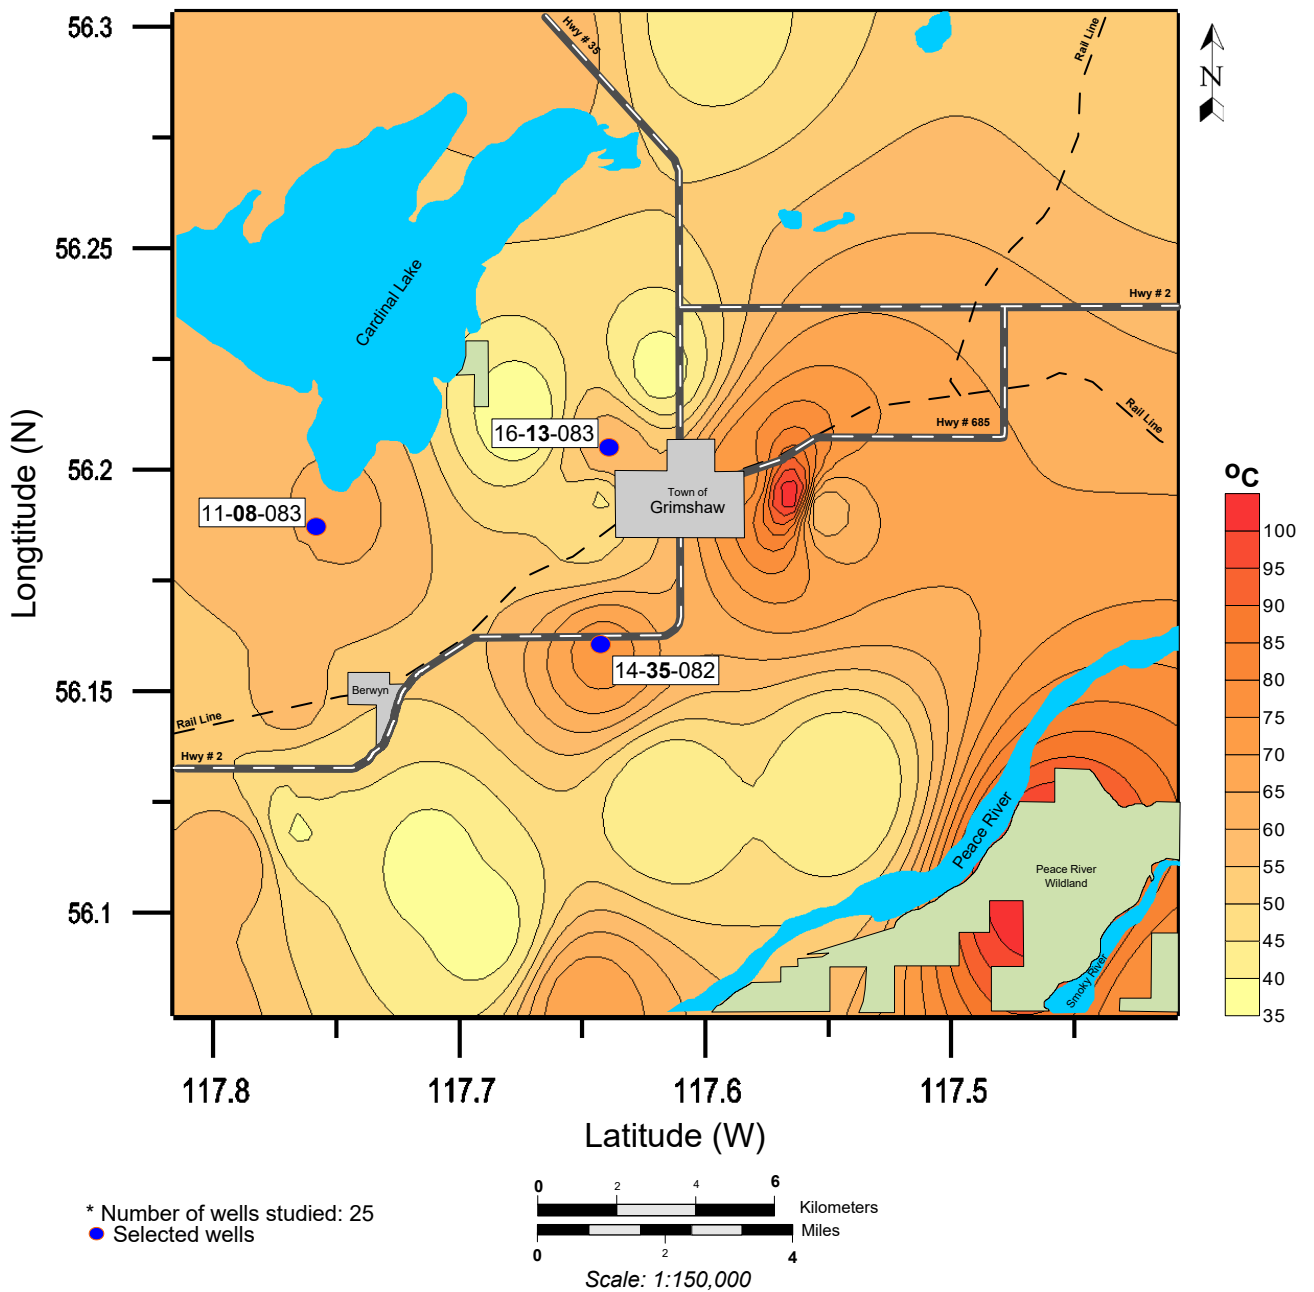 56.3
56.25
56.2
56.15
56.1
Longtitude (N)
Hwy # 35
Rail Line
N
Cardinal Lake
Hwy # 2
16-13-083
Hwy # 685
Rail Line
11-08-083
Town of
Grimshaw
14-35-082
Berwyn
Rail Line
Hwy # 2
Peace River
Peace River
Wildland
Smoky River
oC
100
95
90
85
80
75
70
65
60
55
50
45
40
35
117.8
117.7
117.6
117.5
Latitude (W)
0 2 4 6
Kilometers
Miles
0 2 4
Scale: 1:150,000
* Number of wells studied: 25
Selected wells